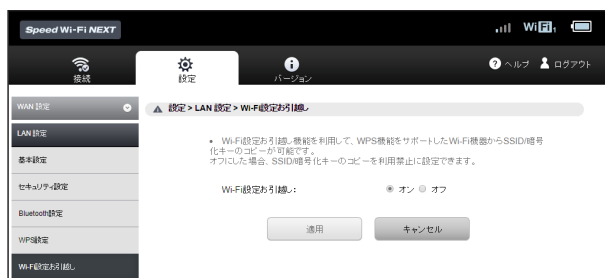 Speed Wi-Fi NEXT
WiFi 1
接続
設定
バージョン
ヘルプ
ログアウト
WAN 設定
設定 > LAN 設定 > Wi-Fi設定お引越し
LAN 設定
Wi-Fi設定お引越し機能を利用して、WPS機能をサポートしたWi-Fi機器からSSID/暗号
化キーのコピーが可能です。
オフにした場合、SSID/暗号化キーのコピーを利用禁止に設定できます。
基本設定
セキュリティ設定
Wi-Fi設定お引越し：
オン
オフ
Bluetooth設定
WPS設定
適用
キャンセル
Wi-Fi設定お引越し